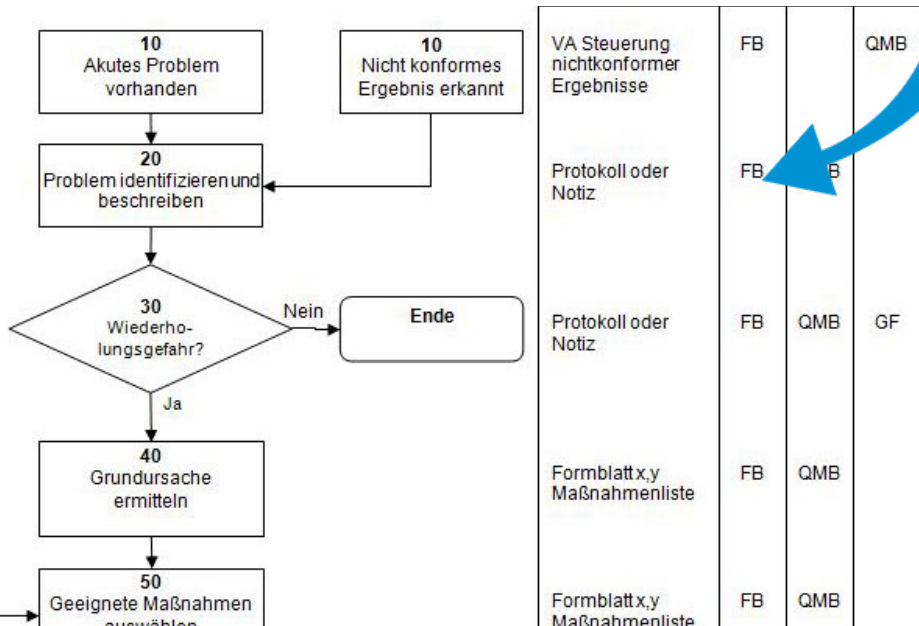 10
Akutes Problem
vorhanden
10
Nicht konformes
Ergebnis erkannt
VA Steuerung
nichtkonformer
Ergebnisse
FB
QMB
20
Problem identifizieren und
beschreiben
Protokoll oder
Notiz
FB
30
Wiederho-
lungsgefahr?
Nein
Ende
Protokoll oder
Notiz
FB
QMB
GF
Ja
40
Grundursache
ermitteln
Formblatt x,y
Maßnahmenliste
FB
QMB
50
Geeignete Maßnahmen
auswählen
Formblatt x,y
Maßnahmenliste
FB
QMB